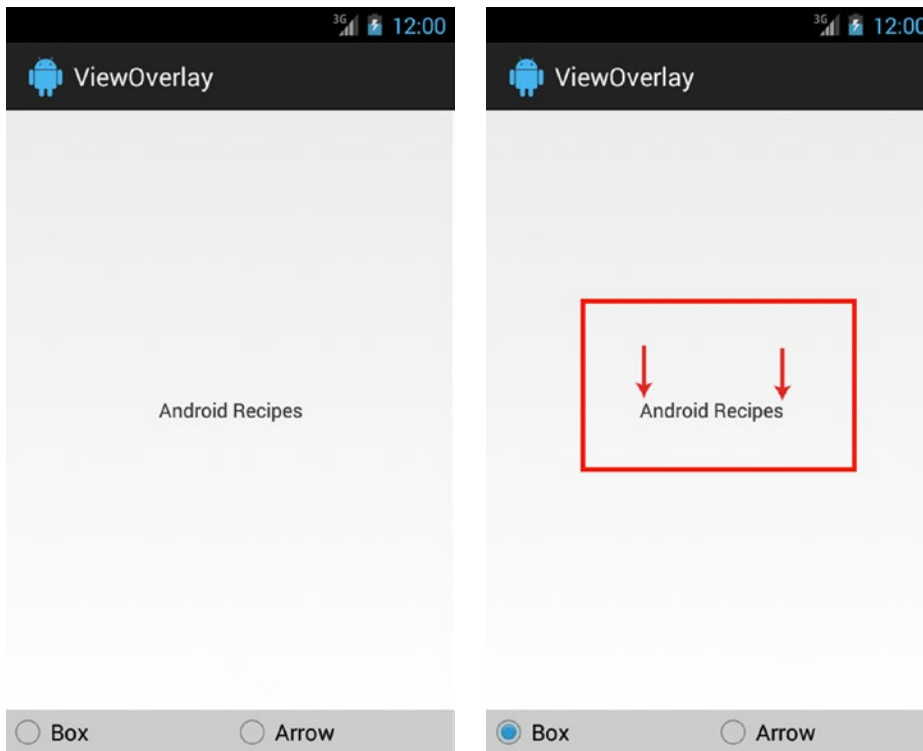 3G 12:00
ViewOverlay
Android Recipes
Box Arrow
3G 12:00
ViewOverlay
Android Recipes
Box Arrow